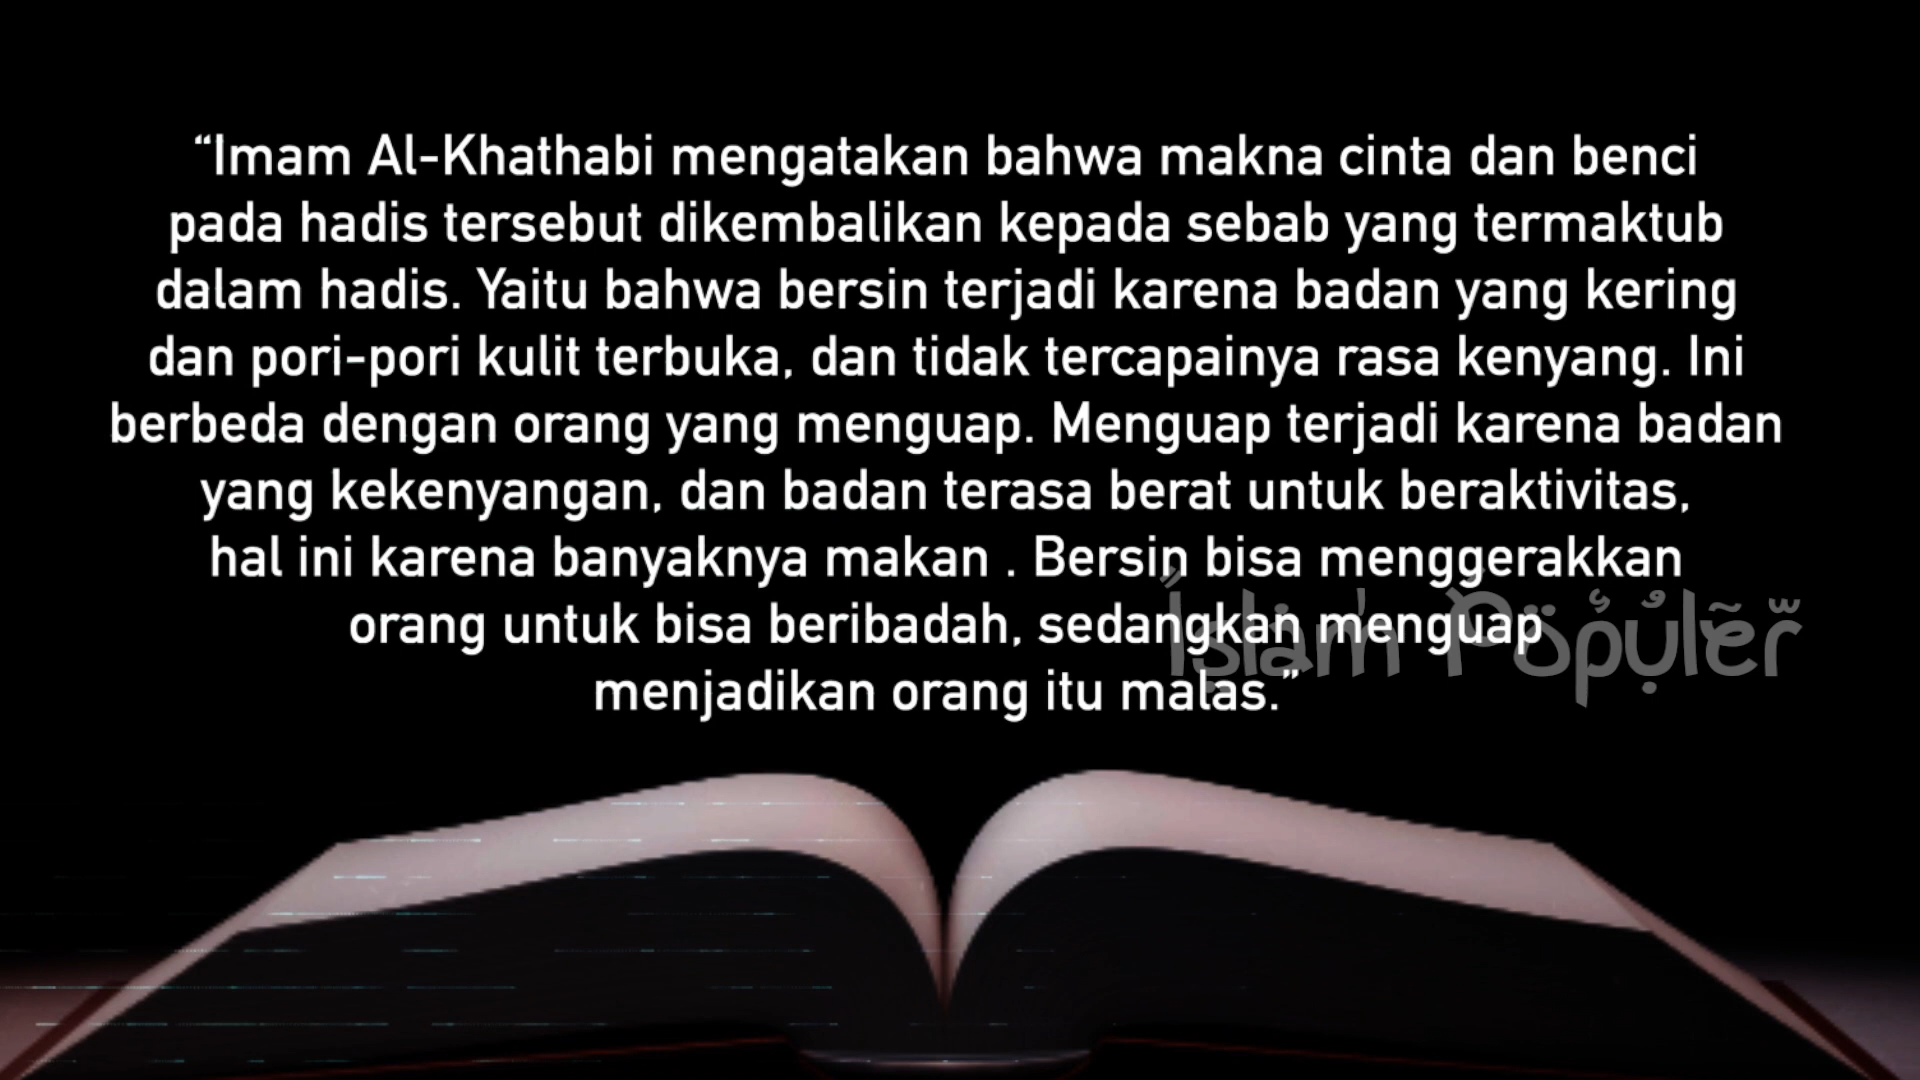 “Imam Al-Khathabi mengatakan bahwa makna cinta dan benci
pada hadis tersebut dikembalikan kepada sebab yang termaktub
dalam hadis. Yaitu bahwa bersin terjadi karena badan yang kering
dan pori-pori kulit terbuka, dan tidak tercapainya rasa kenyang. Ini
berbeda dengan orang yang menguap. Menguap terjadi karena badan
yang kekenyangan, dan badan terasa berat untuk beraktivitas,
hal ini karena banyaknya makan . Bersin bisa menggerakkan
orang untuk bisa beribadah, sedangkan menguap
menjadikan orang itu malas.”
Islam Populer